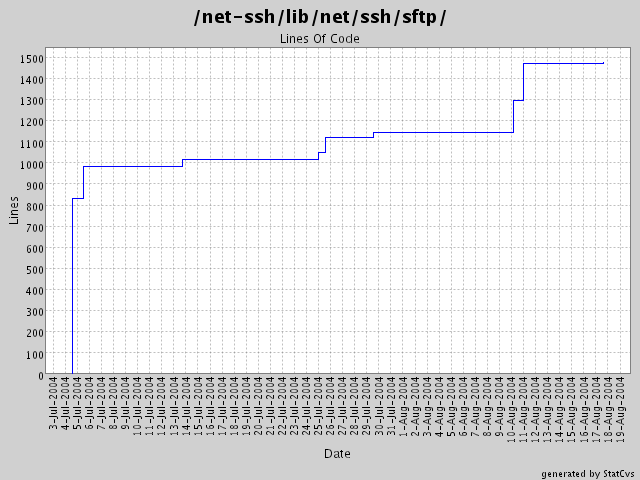 /net-ssh/lib/net/ssh/sftp/
Lines Of Code
Lines
1500
1400
1300
1200
1100
1000
900
800
700
600
500
400
300
200
100
0
3-Jul-2004
4-Jul-2004
5-Jul-2004
6-Jul-2004
7-Jul-2004
8-Jul-2004
9-Jul-2004
10-Jul-2004
11-Jul-2004
12-Jul-2004
13-Jul-2004
14-Jul-2004
15-Jul-2004
16-Jul-2004
17-Jul-2004
18-Jul-2004
19-Jul-2004
20-Jul-2004
21-Jul-2004
22-Jul-2004
23-Jul-2004
24-Jul-2004
25-Jul-2004
26-Jul-2004
27-Jul-2004
28-Jul-2004
29-Jul-2004
30-Jul-2004
31-Jul-2004
1-Aug-2004
2-Aug-2004
3-Aug-2004
4-Aug-2004
5-Aug-2004
6-Aug-2004
7-Aug-2004
8-Aug-2004
9-Aug-2004
10-Aug-2004
11-Aug-2004
12-Aug-2004
13-Aug-2004
14-Aug-2004
15-Aug-2004
16-Aug-2004
17-Aug-2004
18-Aug-2004
19-Aug-2004
Date
generated by StatCvs